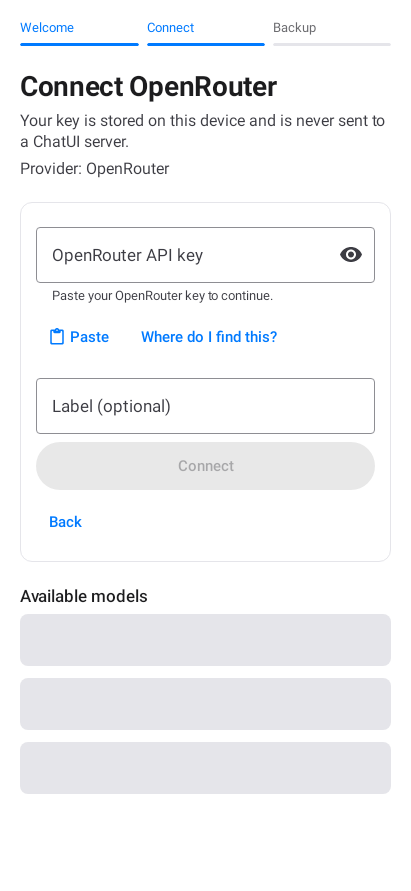 Welcome
Connect
Backup
Connect OpenRouter
Your key is stored on this device and is never sent to
a ChatUI server.
Provider: OpenRouter
OpenRouter API key
Paste your OpenRouter key to continue.
Paste
Where do I find this?
Label (optional)
Connect
Back
Available models